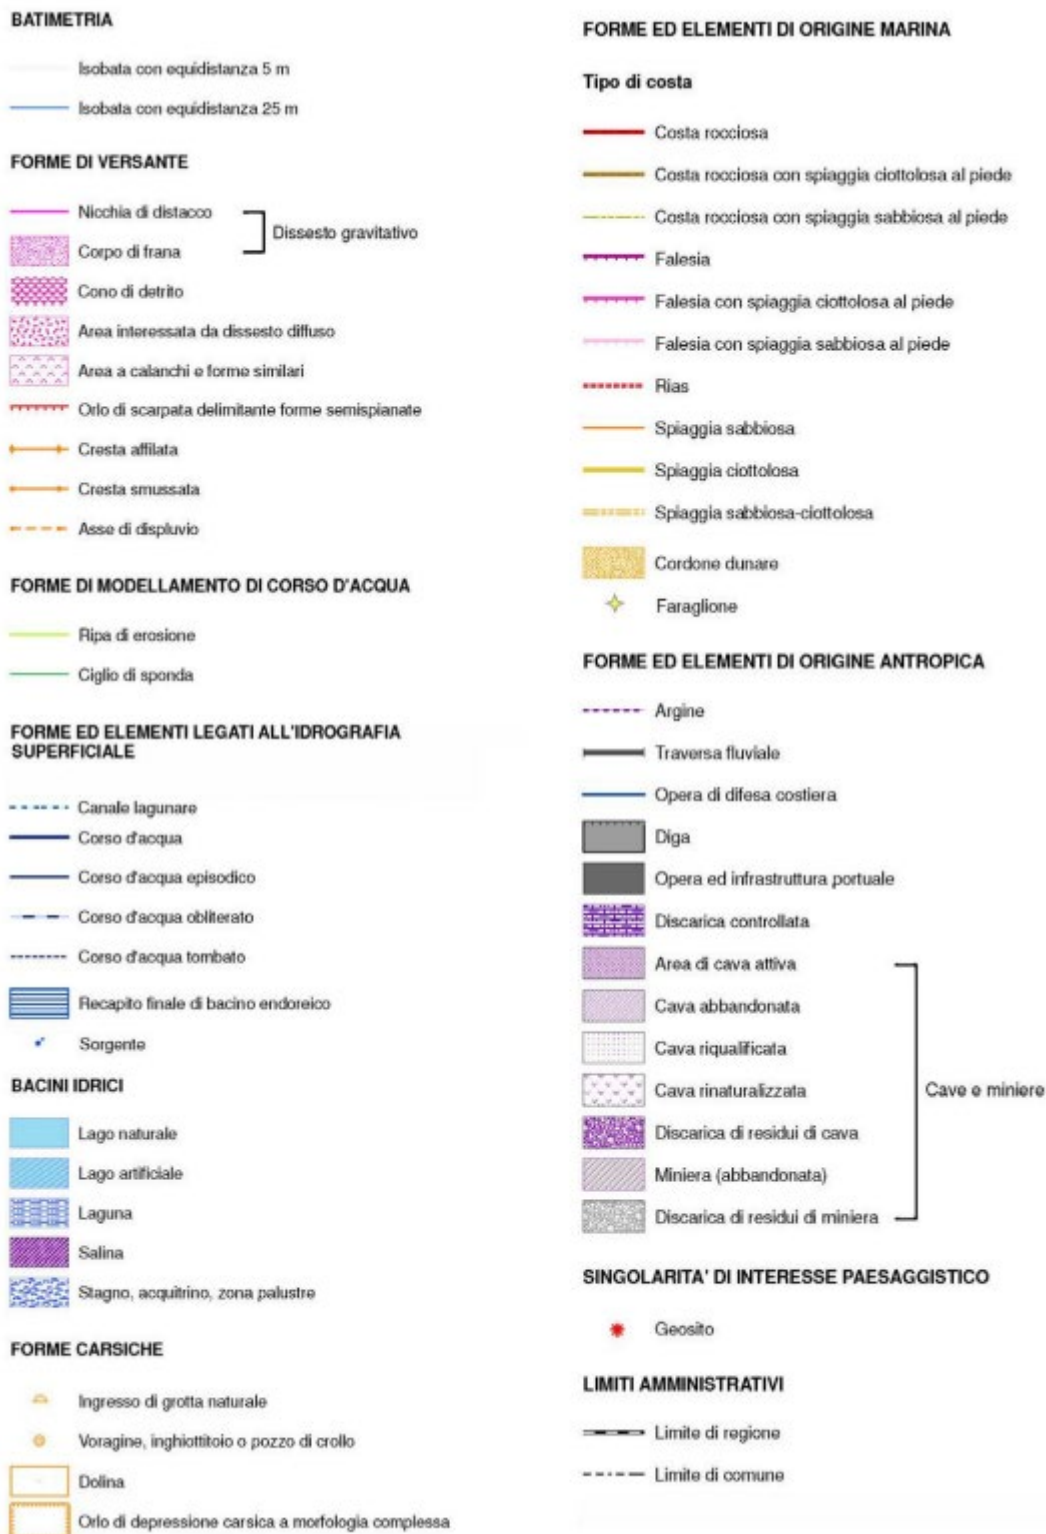 BATIMETRIA
Isobata con equidistanza 5 m
Isobata con equidistanza 25 m
FORME DI VERSANTE
Nicchia di distacco
Dissesto gravitativo
Corpo di frana
Cono di detrito
Area interessata da dissesto diffuso
Area a calanchi e forme similari
Orlo di scarpata delimitante forme semispianate
Cresta affilata
Cresta smussata
Asse di displuvio
FORME DI MODELLAMENTO DI CORSO D'ACQUA
Ripa di erosione
Ciglio di sponda
FORME ED ELEMENTI LEGATI ALL'IDROGRAFIA
SUPERFICIALE
Canale lagunare
Corso d'acqua
Corso d'acqua episodico
Corso d'acqua obliterato
Corso d'acqua tombato
Recapito finale di bacino endoreico
Sorgente
BACINI IDRICI
Lago naturale
Lago artificiale
Laguna
Salina
Stagno, acquitrino, zona palustre
FORME CARSICHE
Ingresso di grotta naturale
Voragine, inghiottitoio o pozzo di crollo
Dolina
Orlo di depressione carsica a morfologia complessa
FORME ED ELEMENTI DI ORIGINE MARINA
Tipo di costa
Costa rocciosa
Costa rocciosa con spiaggia ciottolosa al piede
Costa rocciosa con spiaggia sabbiosa al piede
Falesia
Falesia con spiaggia ciottolosa al piede
Falesia con spiaggia sabbiosa al piede
Rias
Spiaggia sabbiosa
Spiaggia ciottolosa
Spiaggia sabbiosa-ciottolosa
Cordone dunare
Faraglione
FORME ED ELEMENTI DI ORIGINE ANTROPICA
Argine
Traversa fluviale
Opera di difesa costiera
Diga
Opera ed infrastruttura portuale
Discarica controllata
Area di cava attiva
Cava abbandonata
Cava riqualificata
Cava rinaturalizzata
Cave e miniere
Discarica di residui di cava
Miniera (abbandonata)
Discarica di residui di miniera
SINGOLARITA' DI INTERESSE PAESAGGISTICO
Geosito
LIMITI AMMINISTRATIVI
Limite di regione
Limite di comune